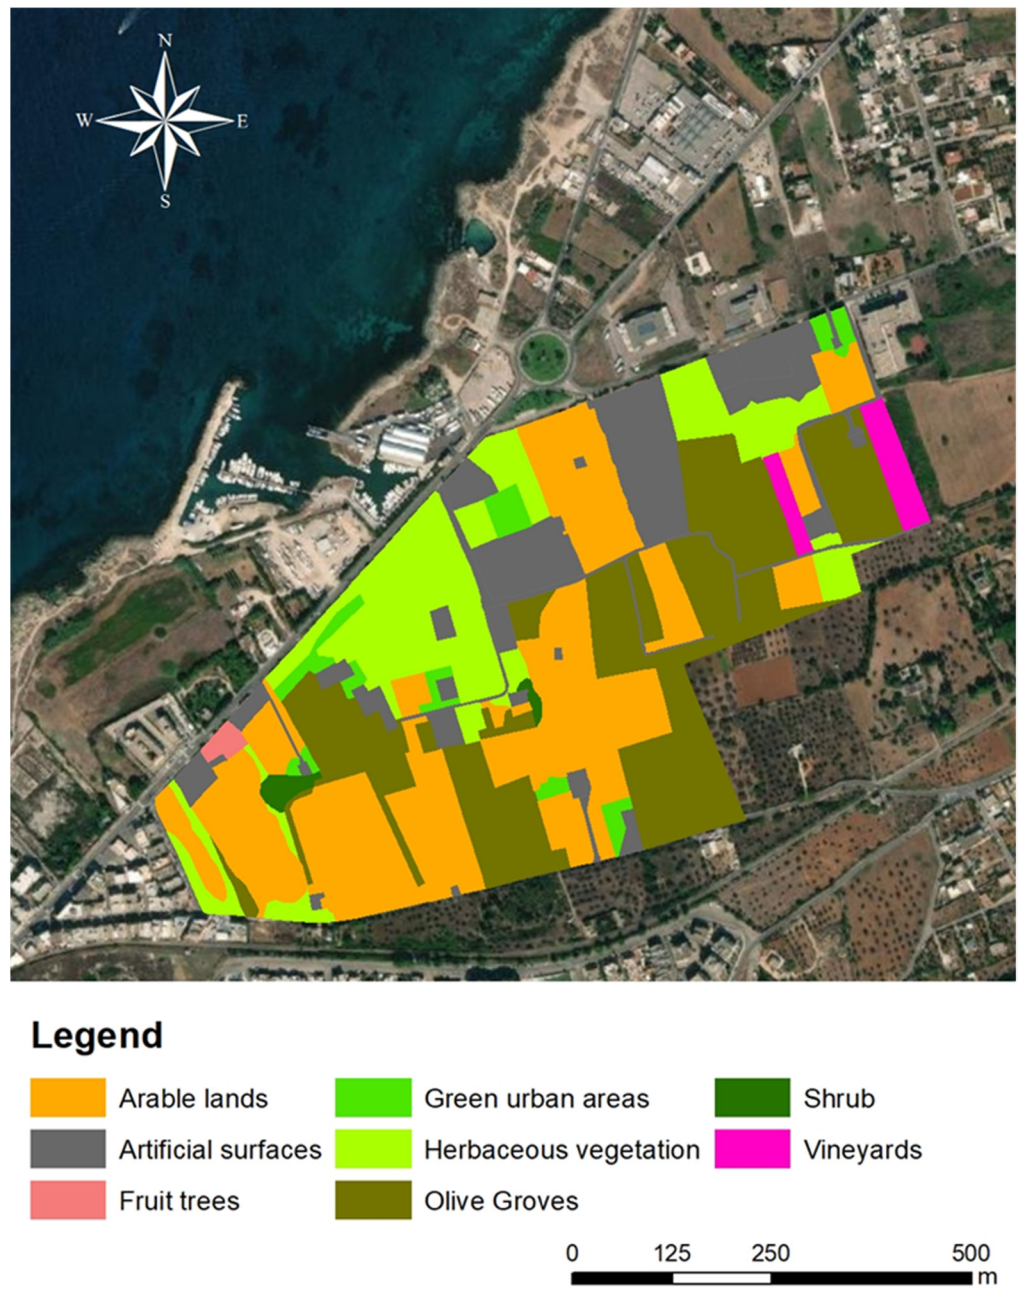 N
W E
S
Legend
Arable lands Green urban areas Shrub
Artificial surfaces Herbaceous vegetation Vineyards
Fruit trees Olive Groves
0 125 250 500
m